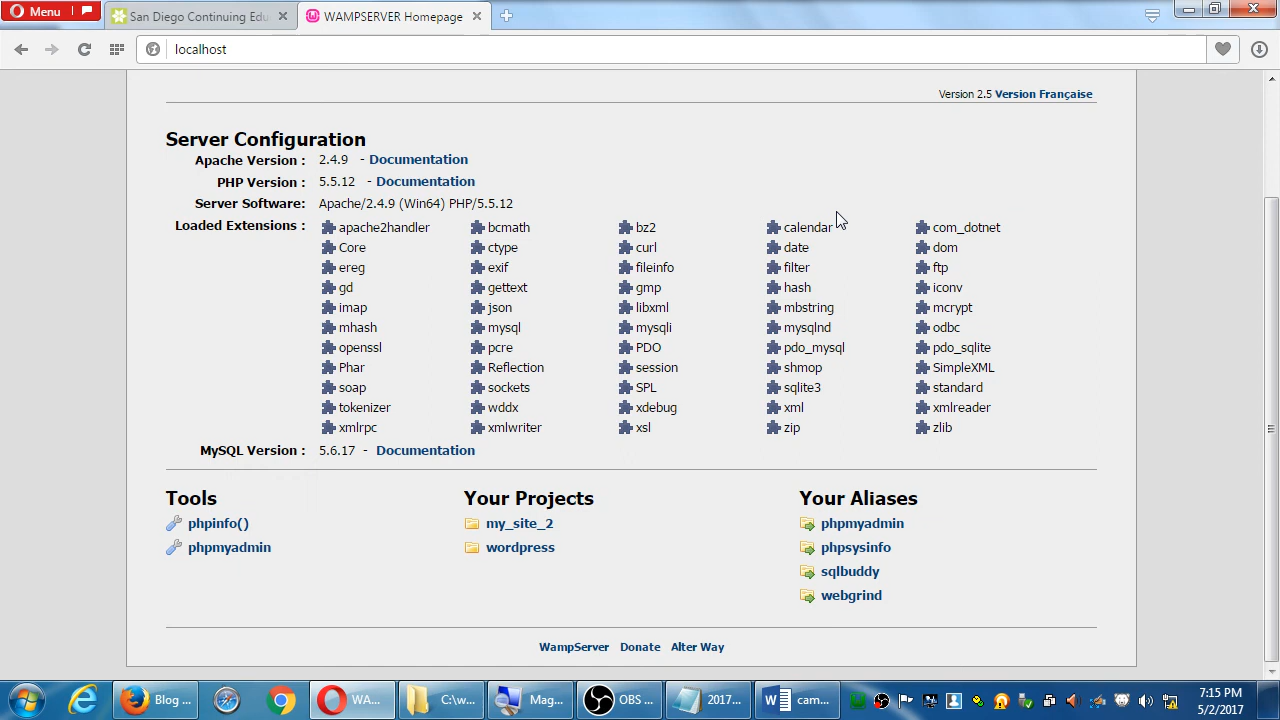 Menu
San Diego Continuing Edu
WAMPSERVER Homepage
localhost
Version 2.5 Version Française
Server Configuration
Apache Version : 2.4.9 - Documentation
PHP Version : 5.5.12 - Documentation
Server Software: Apache/2.4.9 (Win64) PHP/5.5.12
Loaded Extensions : apache2handler bcmath bz2 calendar com_dotnet
Core ctype curl date dom
ereg exif fileinfo filter ftp
gd gettext gmp hash iconv
imap json libxml mbstring mcrypt
mhash mysql mysqli mysqlnd odbc
openssl pcre PDO pdo_mysql pdo_sqlite
Phar Reflection session shmop SimpleXML
soap sockets SPL sqlite3 standard
tokenizer wddx xdebug xml xmlreader
xmlrpc xmlwriter xsl zip zlib
MySQL Version : 5.6.17 - Documentation
Tools Your Projects Your Aliases
phpinfo() my_site_2 phpmyadmin
phpmyadmin wordpress phpsysinfo
sqlbuddy
webgrind
WampServer Donate Alter Way
Blog ... WA... C:\w... Mag... OBS ... 2017... cam... 7:15 PM
5/2/2017